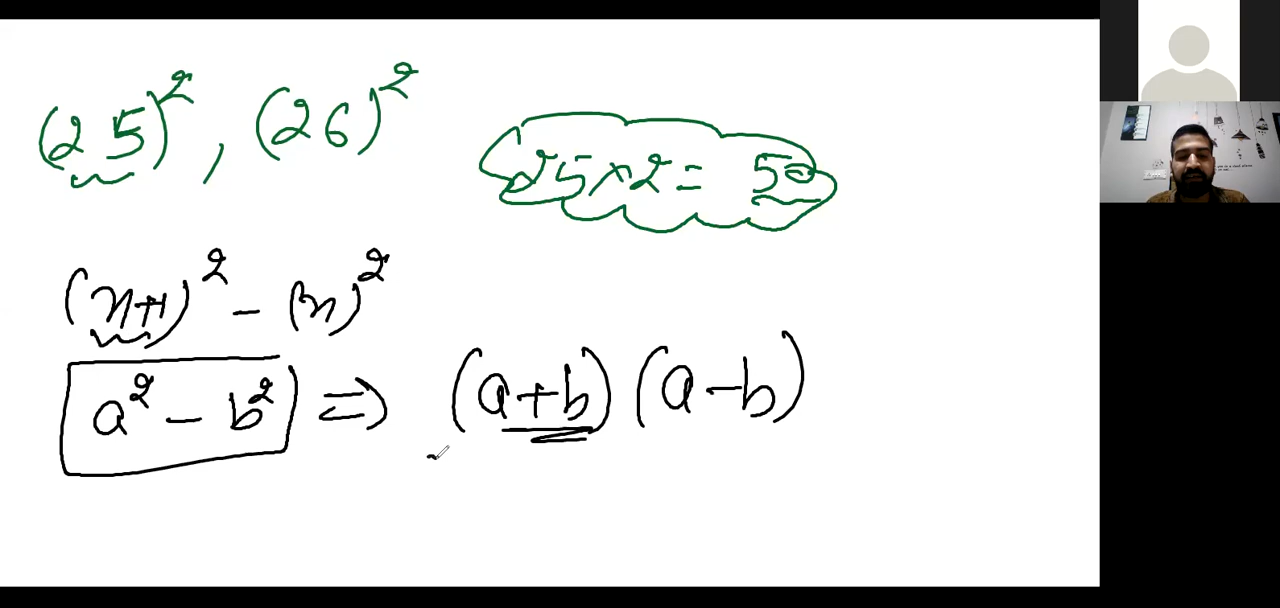 (25)², (26)²
25×2= 50
(n+1)² - (n)²
a² - b² ⇒ (a+b) (a-b)